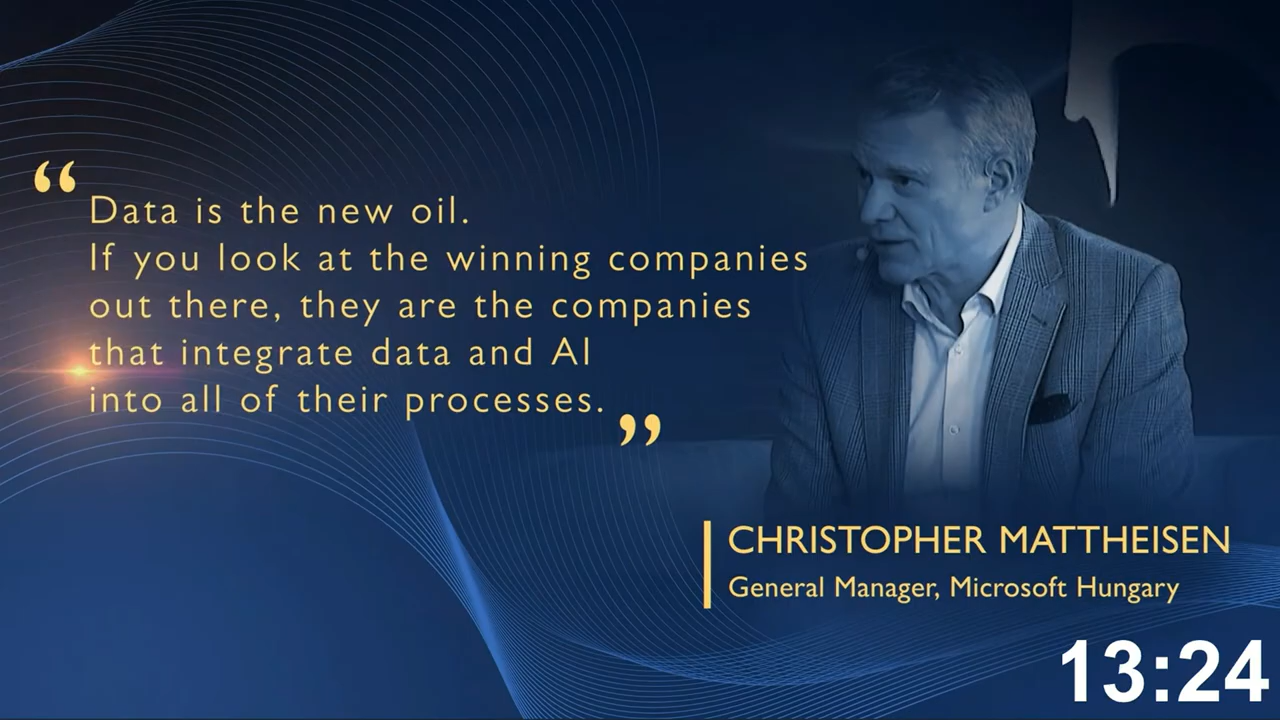 “
Data is the new oil.
If you look at the winning companies
out there, they are the companies
that integrate data and AI
into all of their processes.
”
CHRISTOPHER MATTHEISEN
General Manager, Microsoft Hungary
13:24